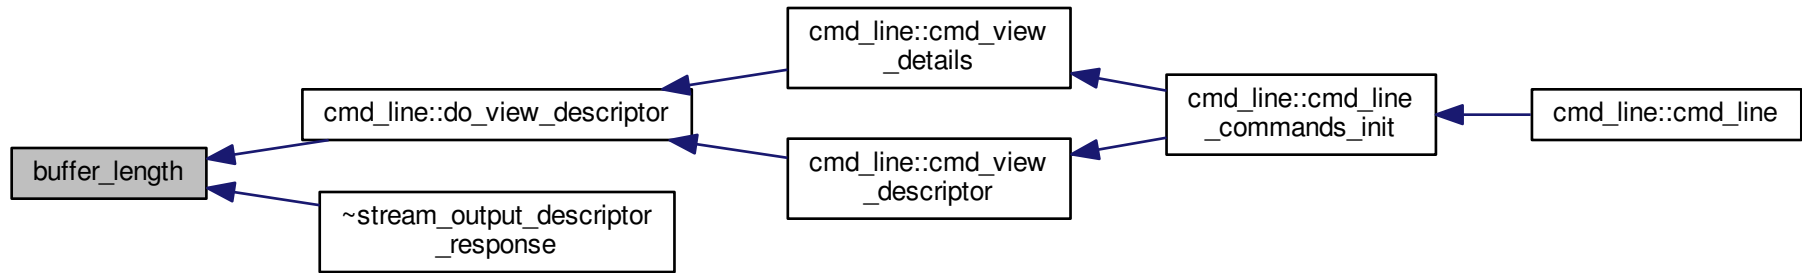 buffer_length
cmd_line::do_view_descriptor
~stream_output_descriptor
_response
cmd_line::cmd_view
_details
cmd_line::cmd_view
_descriptor
cmd_line::cmd_line
_commands_init
cmd_line::cmd_line